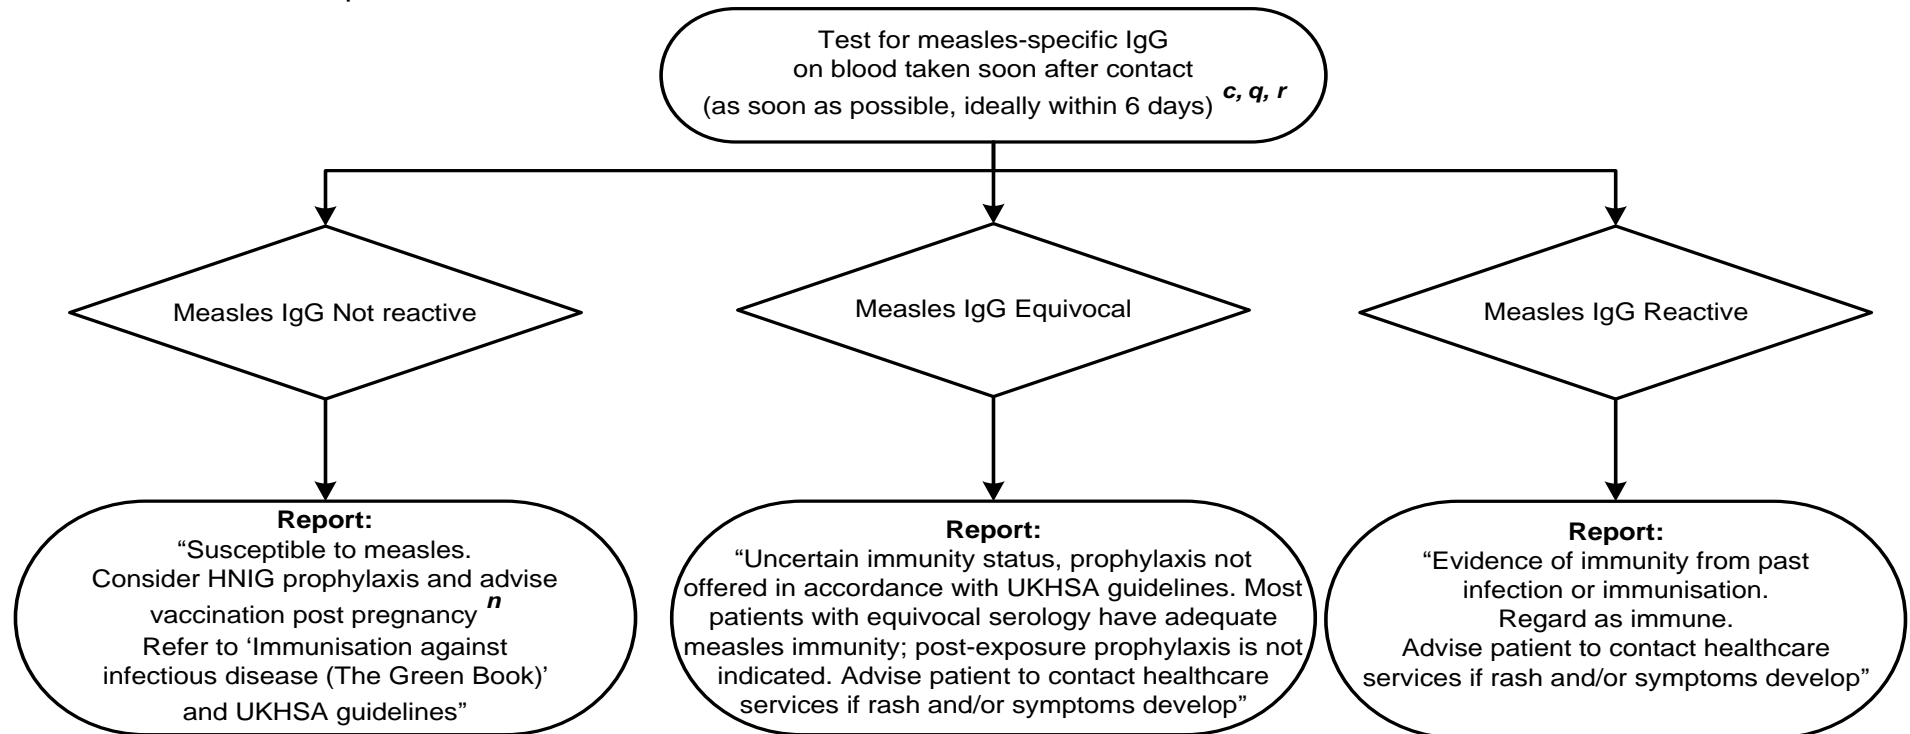 Test for measles-specific IgG
on blood taken soon after contact
(as soon as possible, ideally within 6 days) c, q, r
Measles IgG Not reactive
Measles IgG Equivocal
Measles IgG Reactive
Report:
“Susceptible to measles.
Consider HNIG prophylaxis and advise
vaccination post pregnancy n
Refer to ‘Immunisation against
infectious disease (The Green Book)’
and UKHSA guidelines”
Report:
“Uncertain immunity status, prophylaxis not
offered in accordance with UKHSA guidelines. Most
patients with equivocal serology have adequate
measles immunity; post-exposure prophylaxis is not
indicated. Advise patient to contact healthcare
services if rash and/or symptoms develop”
Report:
“Evidence of immunity from past
infection or immunisation.
Regard as immune.
Advise patient to contact healthcare
services if rash and/or symptoms develop”